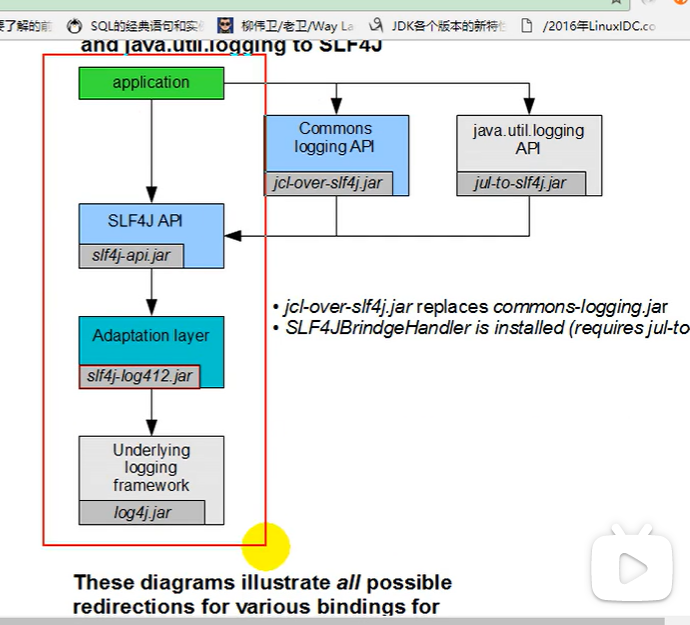 要了解的前
SQL的经典语句和实
柳伟卫/老卫/Way La
JDK各个版本的新特性
/2016年LinuxIDC.co
and java.util.logging to SLF4J
application
Commons
logging API
jcl-over-slf4j.jar
java.util.logging
API
jul-to-slf4j.jar
SLF4J API
slf4j-api.jar
• jcl-over-slf4j.jar replaces commons-logging.jar
• SLF4JBrindgeHandler is installed (requires jul-to
Adaptation layer
slf4j-log412.jar
Underlying
logging
framework
log4j.jar
These diagrams illustrate all possible
redirections for various bindings for